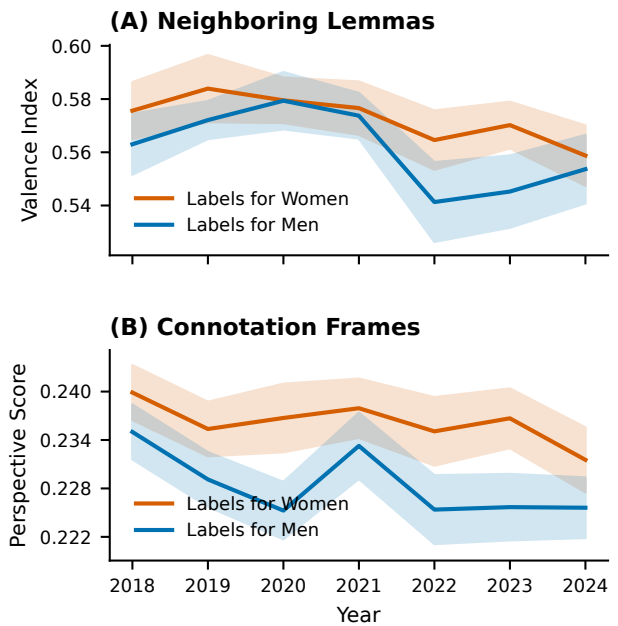 (A) Neighboring Lemmas
Valence Index
0.60
0.58
0.56
0.54
Labels for Women
Labels for Men
(B) Connotation Frames
Perspective Score
0.240
0.234
0.228
0.222
Labels for Women
Labels for Men
2018 2019 2020 2021 2022 2023 2024
Year